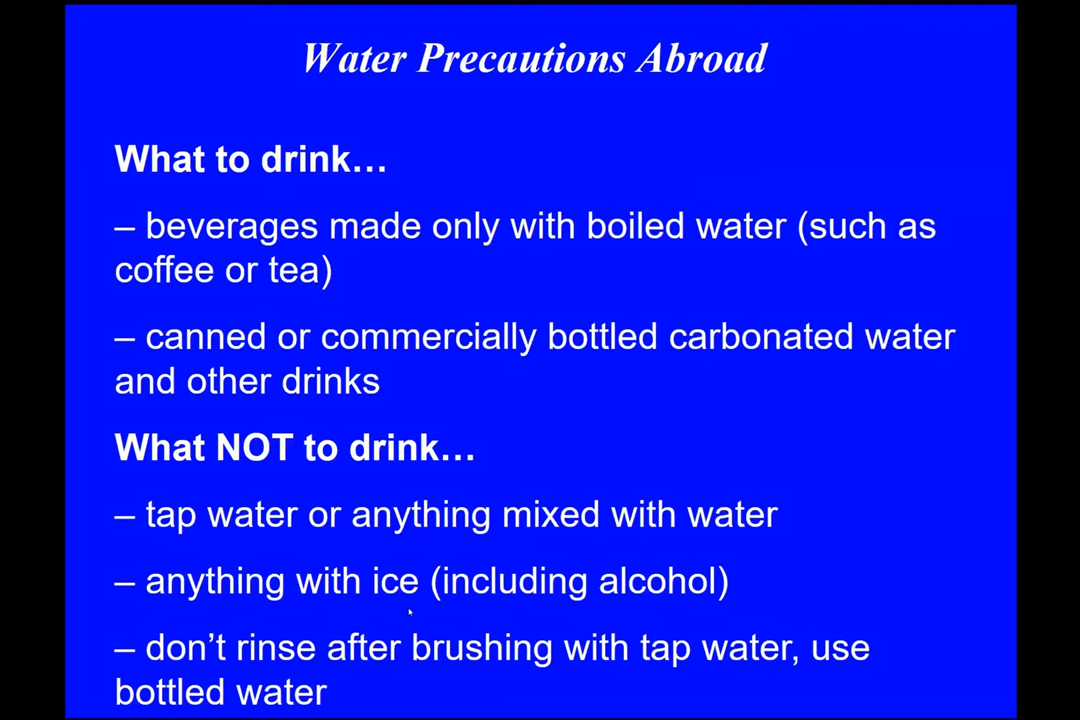 Water Precautions Abroad
What to drink…
– beverages made only with boiled water (such as
coffee or tea)
– canned or commercially bottled carbonated water
and other drinks
What NOT to drink…
– tap water or anything mixed with water
– anything with ice (including alcohol)
– don’t rinse after brushing with tap water, use
bottled water